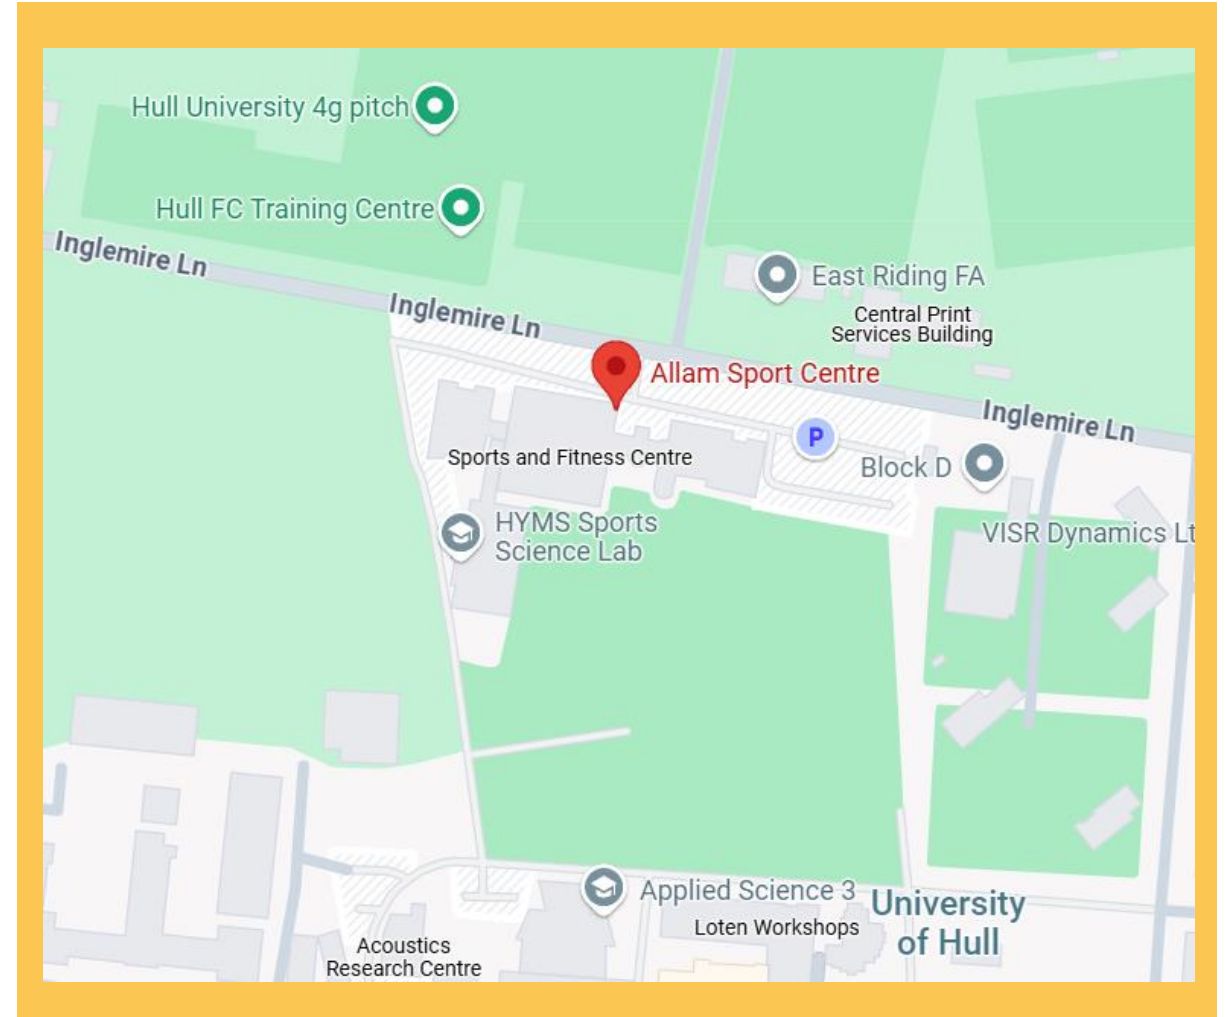 Hull University 4g pitch
Hull FC Training Centre
Inglemire Ln
East Riding FA
Inglemire Ln
Central Print
Services Building
Allam Sport Centre
Inglemire Ln
P
Sports and Fitness Centre
Block D
HYMS Sports
Science Lab
VISR Dynamics Lt
Applied Science 3
University
of Hull
Loten Workshops
Acoustics
Research Centre